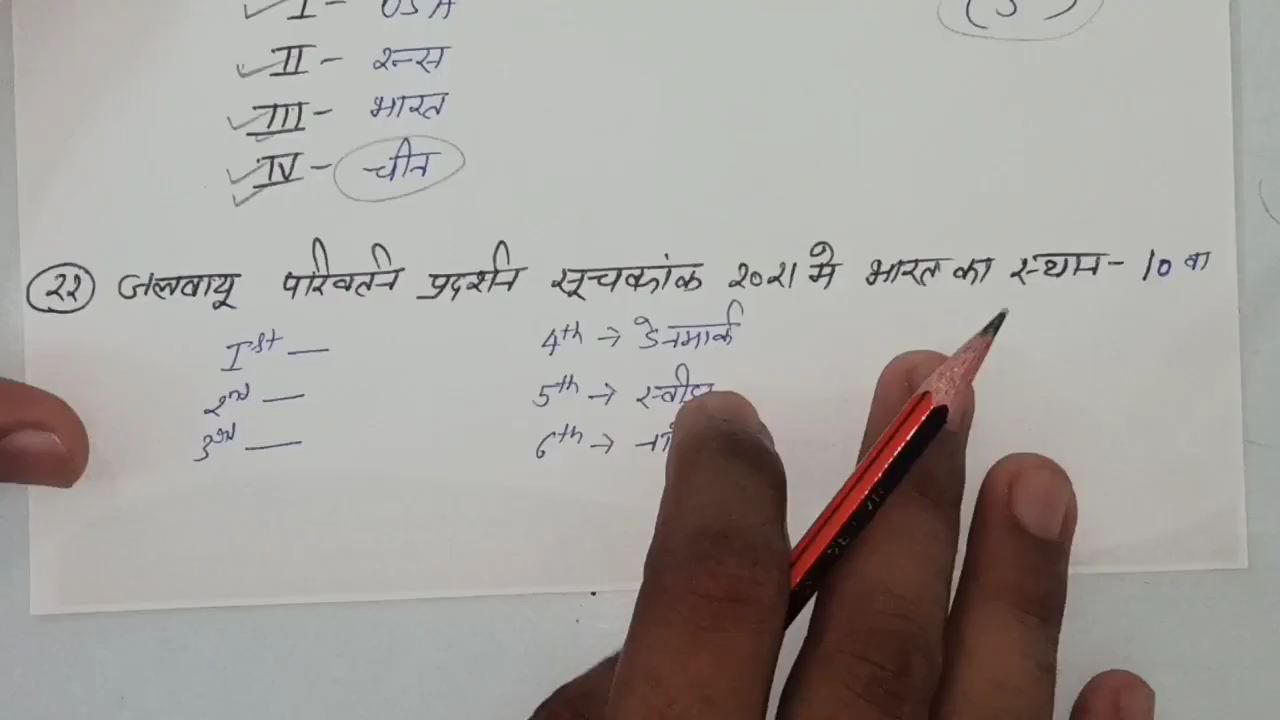 I - USA
II - रूस
III - भारत
IV - चीन
22 जलवायू परिवर्तन प्रदर्शन सूचकांक 2021 मे भारत का स्थाम - 10 वा
Ist —
2nd —
3rd —
4th → डेनमार्क
5th →
6th →